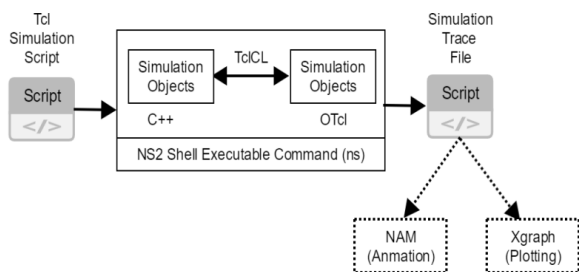 Tcl
Simulation
Script
Script
</>
Simulation
Objects
TclCL
Simulation
Objects
C++
OTcl
NS2 Shell Executable Command (ns)
Simulation
Trace
File
Script
</>
NAM
(Anmation)
Xgraph
(Plotting)